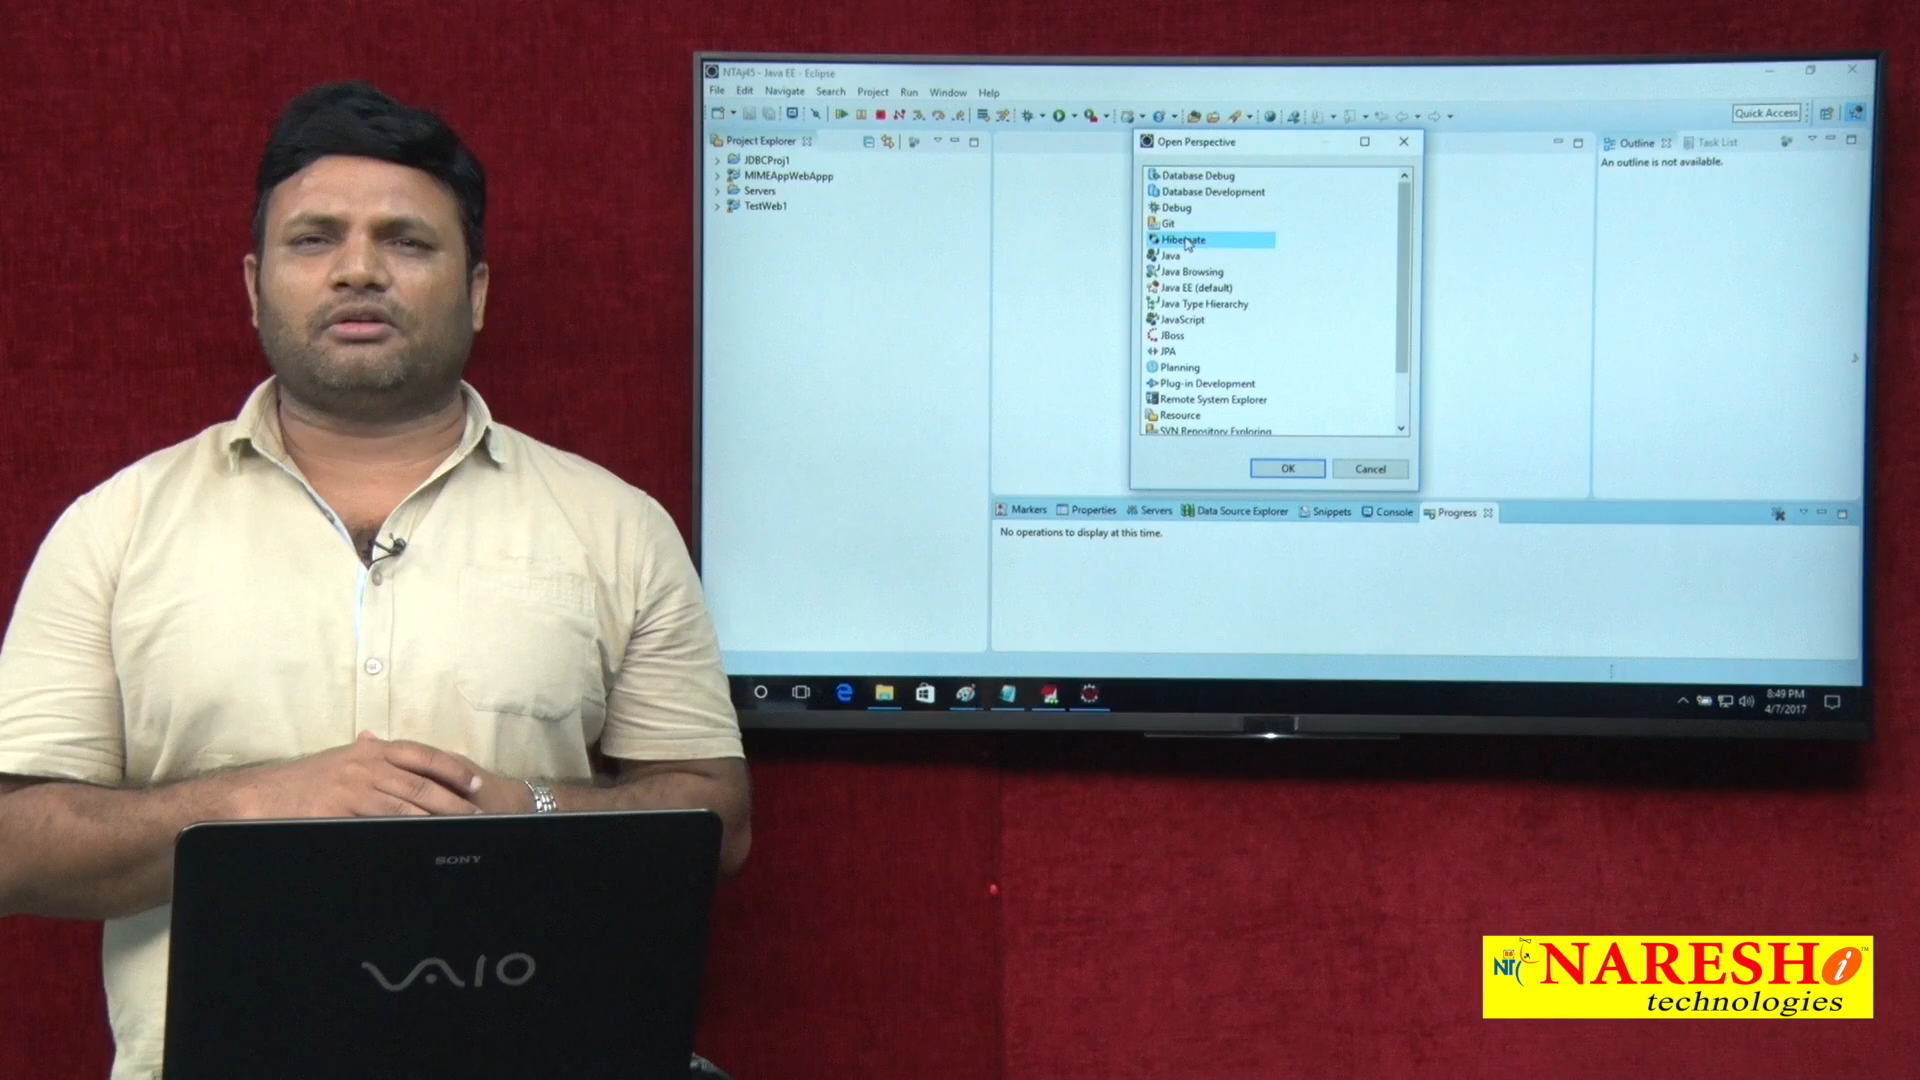 NTAj45 - Java EE - Eclipse
File Edit Navigate Search Project Run Window Help
Quick Access
Project Explorer
JDBCProj1
MIMEAppWebAppp
Servers
TestWeb1
Open Perspective
Database Debug
Database Development
Debug
Git
Hibernate
Java
Java Browsing
Java EE (default)
Java Type Hierarchy
JavaScript
JBoss
JPA
Planning
Plug-in Development
Remote System Explorer
Resource
SVN Repository Exploring
OK Cancel
Outline Task List
An outline is not available.
Markers Properties Servers Data Source Explorer Snippets Console Progress
No operations to display at this time.
8:49 PM
4/7/2017
SONY
VAIO
NT
NARESH i
technologies